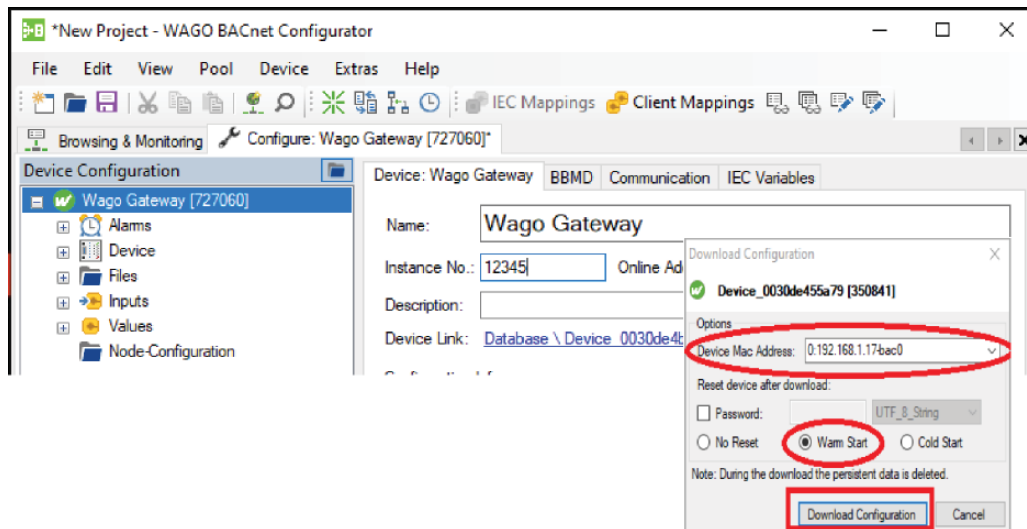 *New Project - WAGO BACnet Configurator
File Edit View Pool Device Extras Help
IEC Mappings Client Mappings
Browsing & Monitoring Configure: Wago Gateway [727060]*
Device Configuration
Wago Gateway [727060]
Alarms
Device
Files
Inputs
Values
Node-Configuration
Device: Wago Gateway BBMD Communication IEC Variables
Name: Wago Gateway
Instance No.: 12345 Online Ad
Description:
Device Link: Database \ Device_0030de4b
Download Configuration
Device_0030de455a79 [350841]
Options
Device Mac Address: 0:192.168.1.17-bac0
Reset device after download:
Password: UTF_8_String
No Reset Warm Start Cold Start
Note: During the download the persistent data is deleted.
Download Configuration Cancel